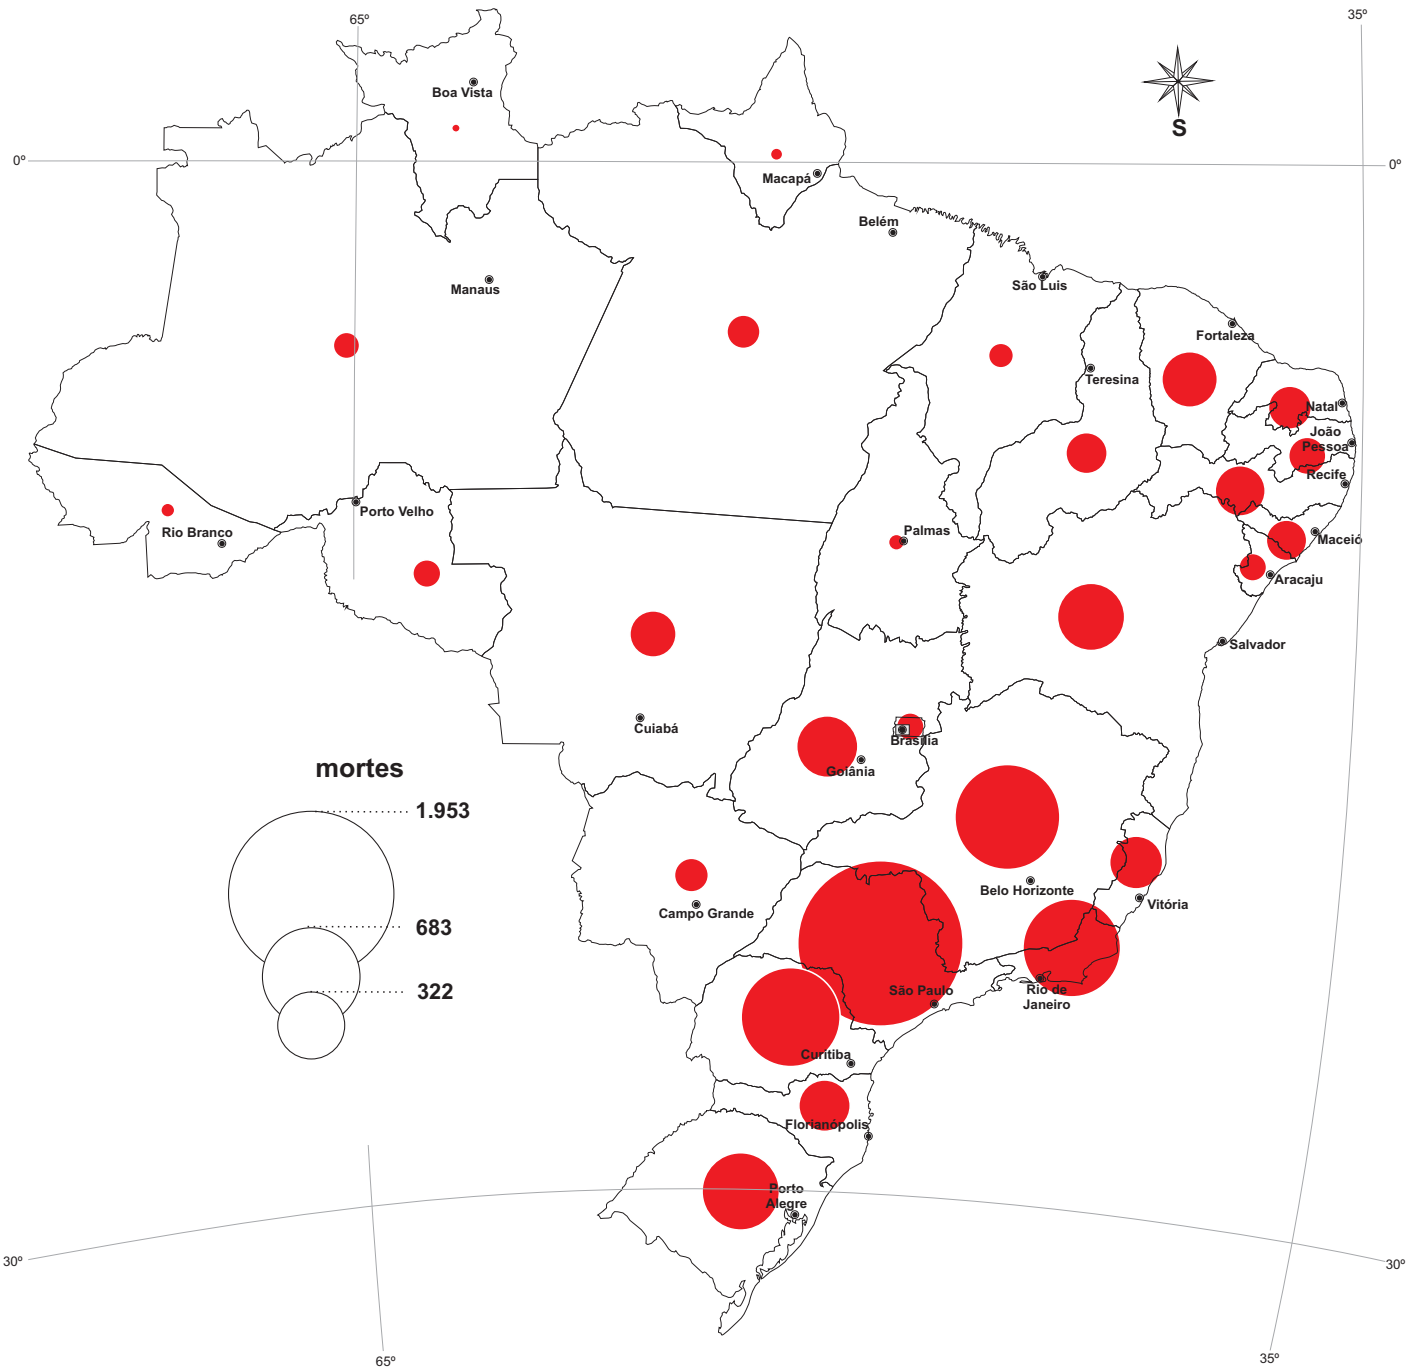 65º
35º
Boa Vista
S
0º
0º
Macapá
Belém
Manaus
São Luis
Fortaleza
Teresina
Natal
João
Pessoa
Recife
Porto Velho
Rio Branco
Palmas
Maceió
Aracaju
Salvador
Cuiabá
Brasília
Goiânia
mortes
1.953
683
322
Belo Horizonte
Vitória
Campo Grande
São Paulo
Rio de
Janeiro
Curitiba
Florianópolis
Porto
Alegre
30º
30º
65º
35º